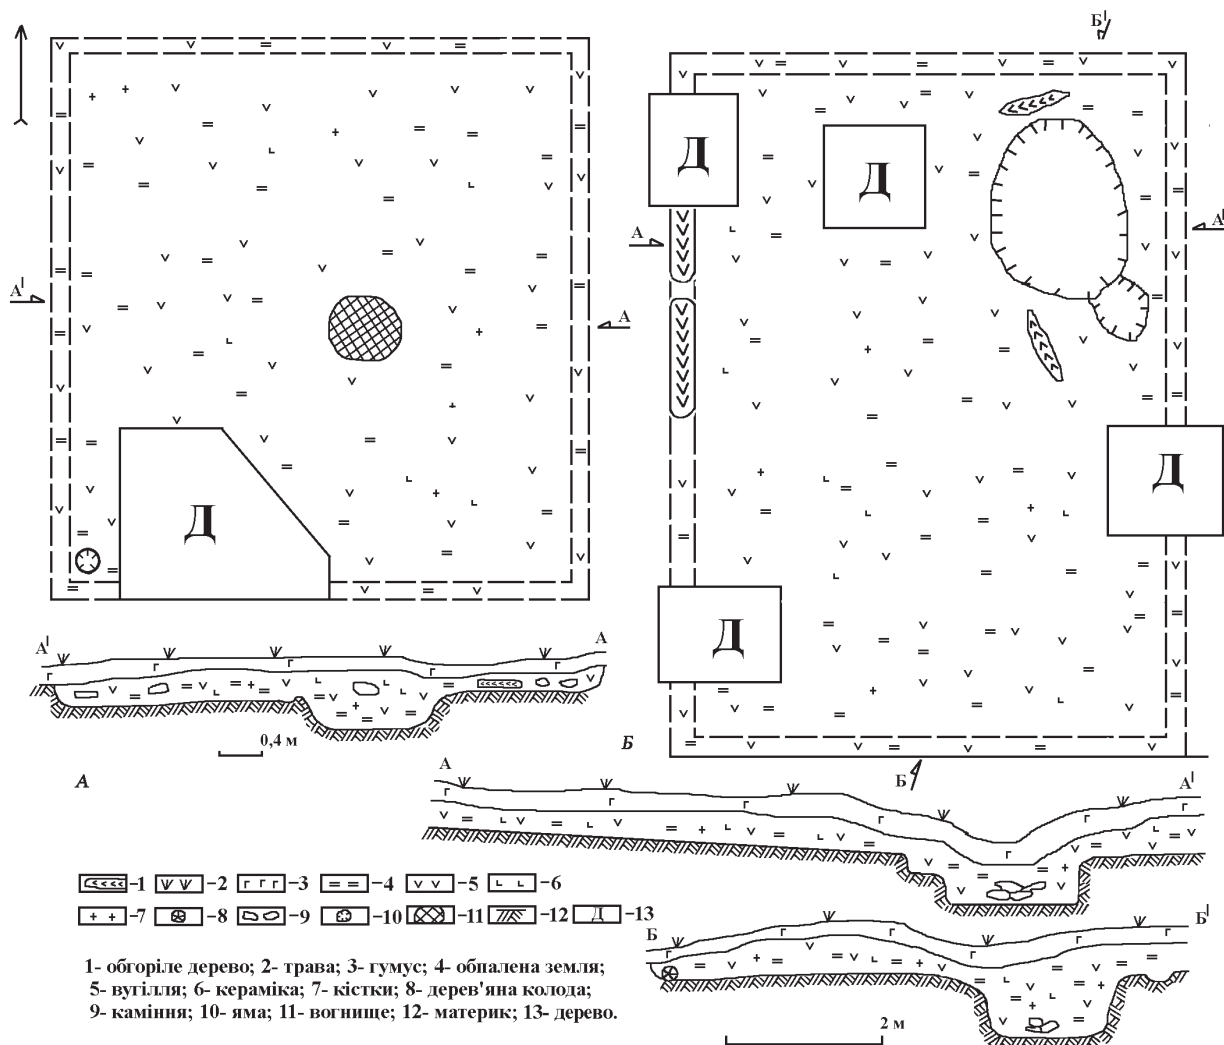 Б|
Д
Д
Д
А
А|
А|
А
Д
Д
Д
А|
А
0,4 м
Б
А
Б
А
А|
-1
-2
-3
-4
-5
-6
-7
-8
-9
-10
-11
-12
Д -13
Б
Б|
1- обгоріле дерево; 2- трава; 3- гумус; 4- обпалена земля;
5- вугілля; 6- кераміка; 7- кістки; 8- дерев'яна колода;
9- каміння; 10- яма; 11- вогнище; 12- материк; 13- дерево.
2 м